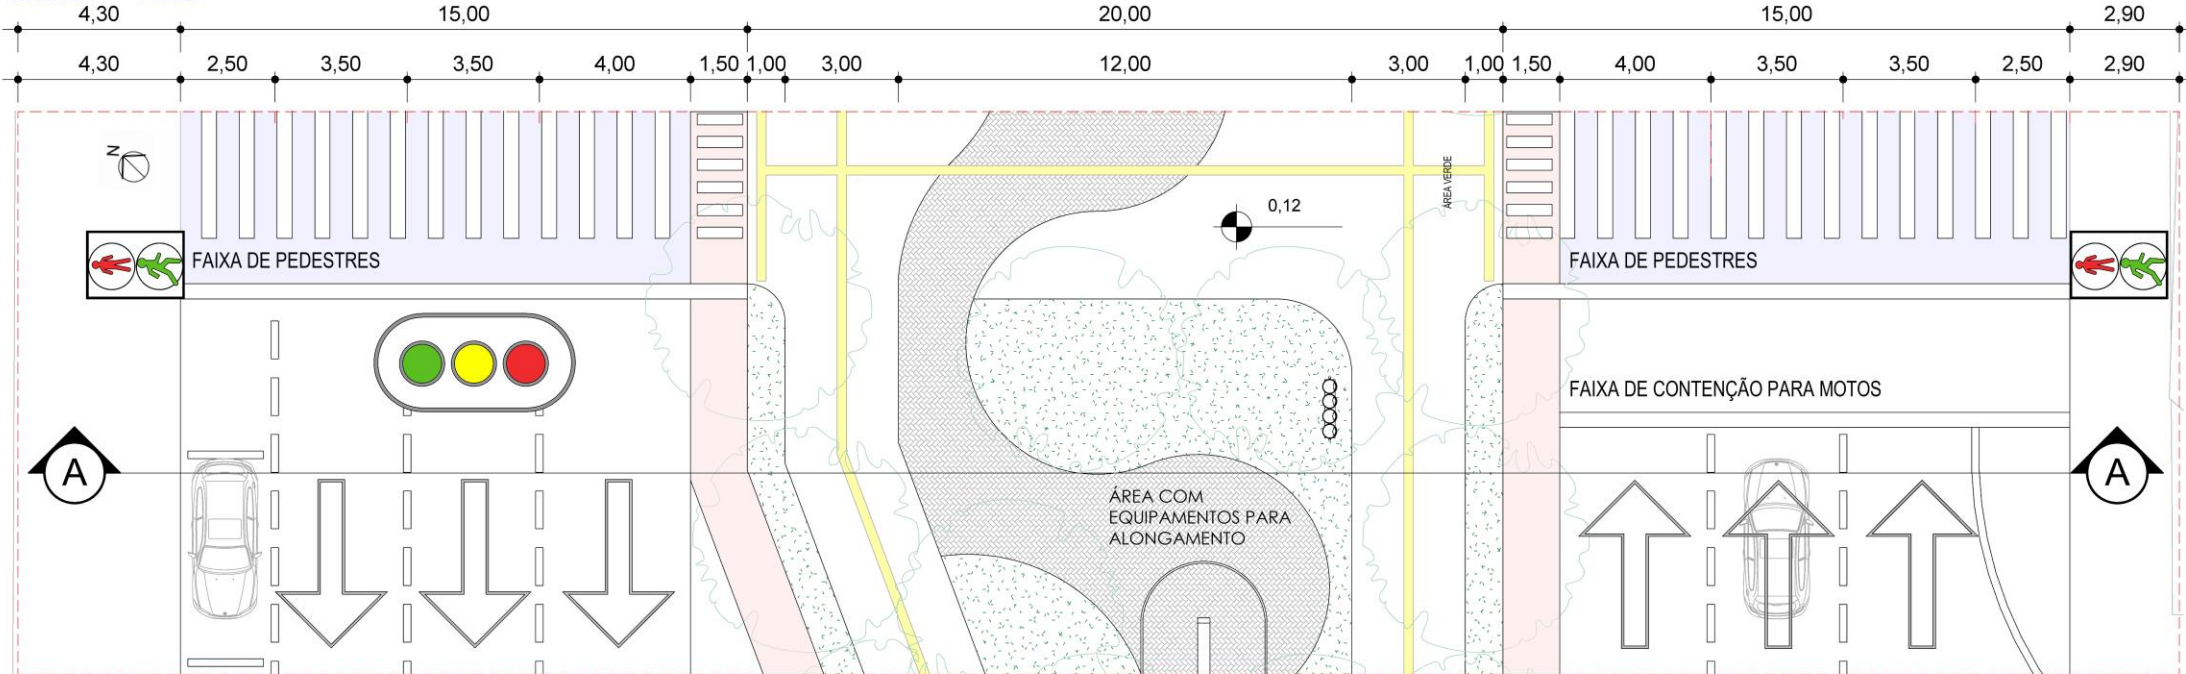 4,30 15,00 20,00 15,00 2,90
4,30 2,50 3,50 3,50 4,00 1,50 1,00 3,00 12,00 3,00 1,00 1,50 4,00 3,50 3,50 2,50 2,90
N
ÁREA VERDE
0,12
FAIXA DE PEDESTRES
FAIXA DE PEDESTRES
FAIXA DE CONTENÇÃO PARA MOTOS
A
A
ÁREA COM
EQUIPAMENTOS PARA
ALONGAMENTO